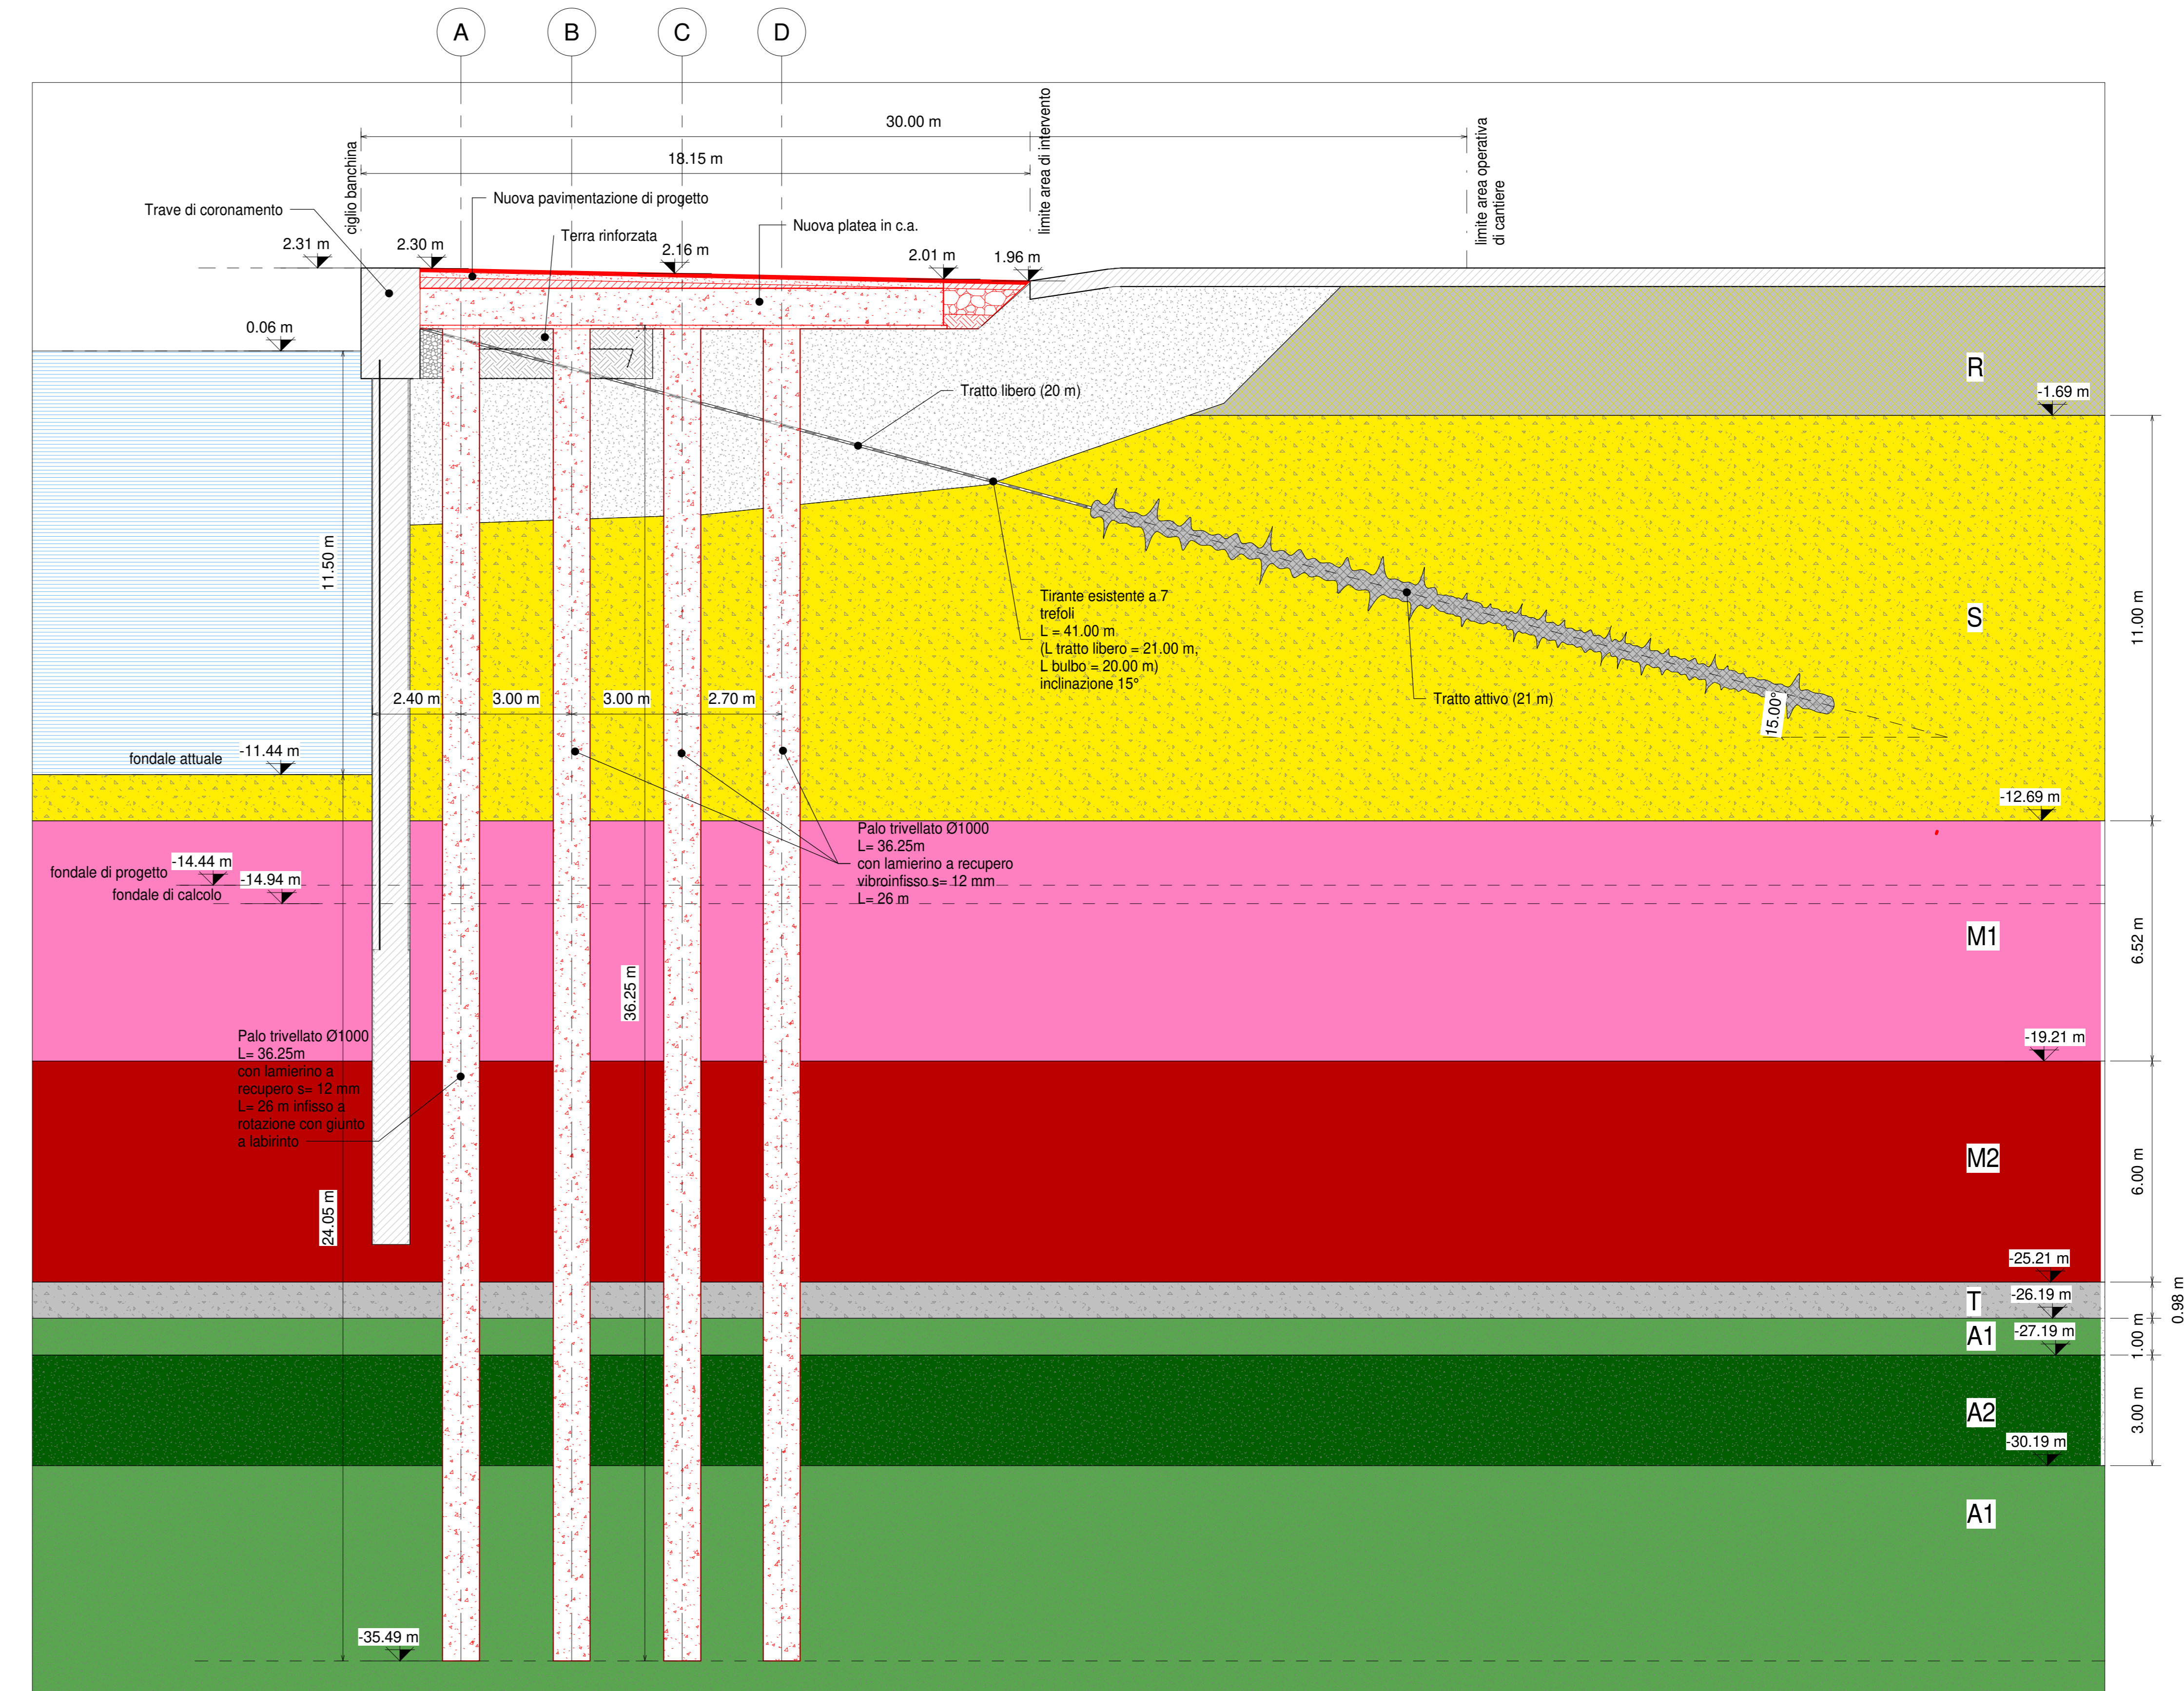 A
B
C
D
30.00 m
18.15 m
ciglio banchina
limite area di intervento
limite area operativa
di cantiere
Trave di coronamento
Nuova pavimentazione di progetto
Terra rinforzata
Nuova platea in c.a.
2.31 m
2.30 m
2.16 m
2.01 m
1.96 m
0.06 m
R
-1.69 m
Tratto libero (20 m)
11.50 m
Tirante esistente a 7
trefoli
L = 41.00 m
(L tratto libero = 21.00 m,
L bulbo = 20.00 m)
inclinazione 15°
S
11.00 m
2.40 m
3.00 m
3.00 m
2.70 m
Tratto attivo (21 m)
15.00°
fondale attuale
-11.44 m
-12.69 m
Palo trivellato Ø1000
L= 36.25m
con lamierino a recupero
vibroinfisso s= 12 mm
L= 26 m
fondale di progetto
-14.44 m
-14.94 m
fondale di calcolo
M1
6.52 m
36.25 m
-19.21 m
Palo trivellato Ø1000
L= 36.25m
con lamierino a
recupero s= 12 mm
L= 26 m infisso a
rotazione con giunto
a labirinto
M2
6.00 m
24.05 m
-25.21 m
T
-26.19 m
0.98 m
A1
-27.19 m
1.00 m
A2
3.00 m
-30.19 m
A1
-35.49 m